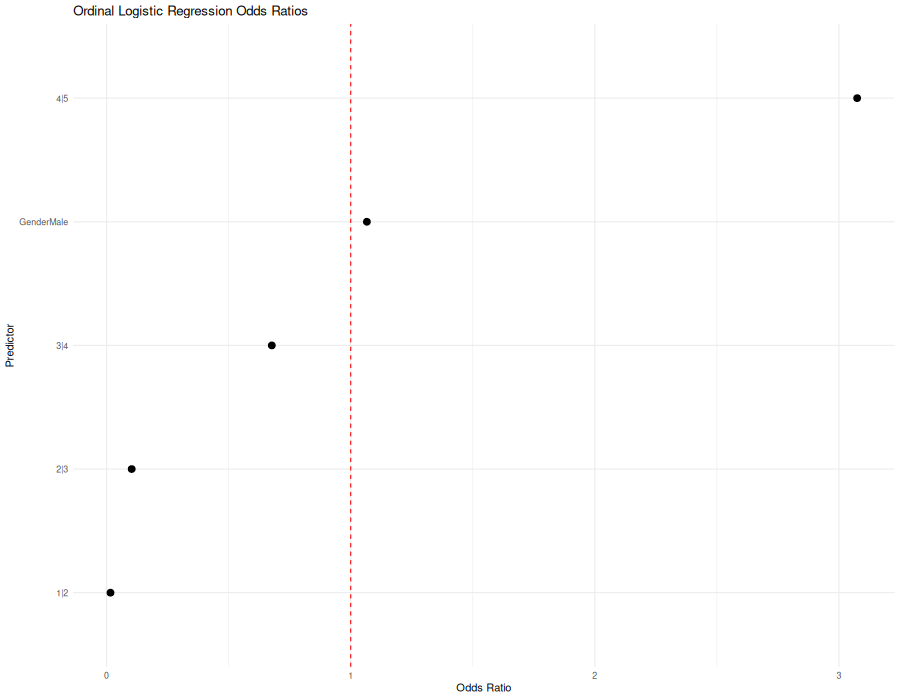 Ordinal Logistic Regression Odds Ratios
4|5
GenderMale
3|4
2|3
1|2
Predictor
0 1 2 3
Odds Ratio